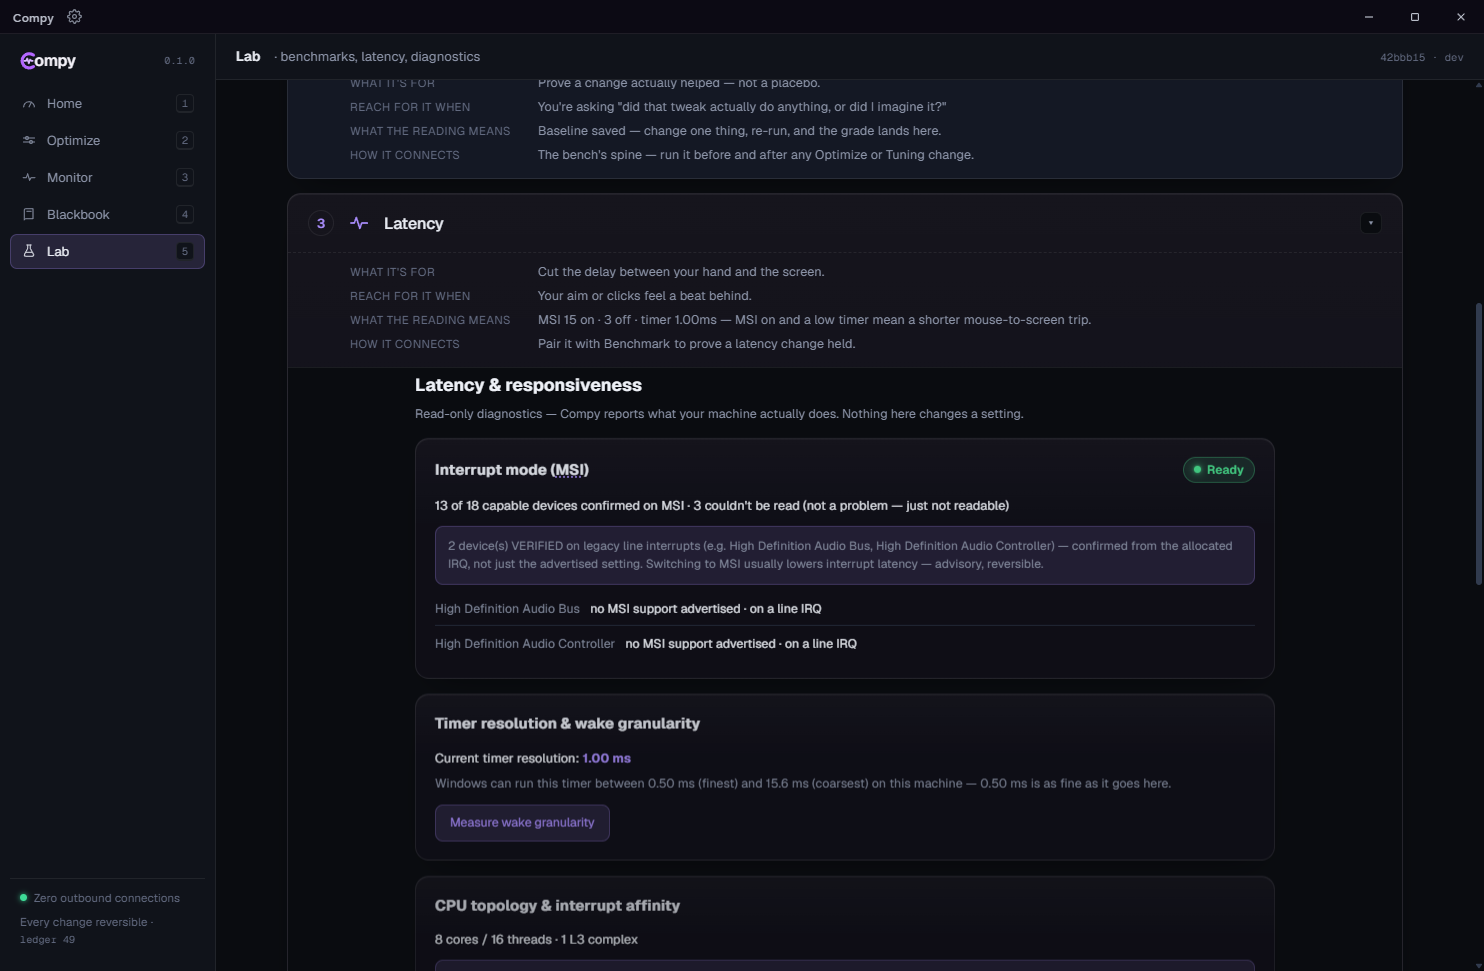 Compy
Compy
0.1.0
Home 1
Optimize 2
Monitor 3
Blackbook 4
Lab 5
Zero outbound connections
Every change reversible ·
ledger 49
Lab · benchmarks, latency, diagnostics
42bbb15 · dev
WHAT IT'S FOR Prove a change actually helped — not a placebo.
REACH FOR IT WHEN You're asking "did that tweak actually do anything, or did I imagine it?"
WHAT THE READING MEANS Baseline saved — change one thing, re-run, and the grade lands here.
HOW IT CONNECTS The bench's spine — run it before and after any Optimize or Tuning change.
3 Latency
WHAT IT'S FOR Cut the delay between your hand and the screen.
REACH FOR IT WHEN Your aim or clicks feel a beat behind.
WHAT THE READING MEANS MSI 15 on · 3 off · timer 1.00ms — MSI on and a low timer mean a shorter mouse-to-screen trip.
HOW IT CONNECTS Pair it with Benchmark to prove a latency change held.
Latency & responsiveness
Read-only diagnostics — Compy reports what your machine actually does. Nothing here changes a setting.
Interrupt mode (MSI)
Ready
13 of 18 capable devices confirmed on MSI · 3 couldn't be read (not a problem — just not readable)
2 device(s) VERIFIED on legacy line interrupts (e.g. High Definition Audio Bus, High Definition Audio Controller) — confirmed from the allocated
IRQ, not just the advertised setting. Switching to MSI usually lowers interrupt latency — advisory, reversible.
High Definition Audio Bus no MSI support advertised · on a line IRQ
High Definition Audio Controller no MSI support advertised · on a line IRQ
Timer resolution & wake granularity
Current timer resolution: 1.00 ms
Windows can run this timer between 0.50 ms (finest) and 15.6 ms (coarsest) on this machine — 0.50 ms is as fine as it goes here.
Measure wake granularity
CPU topology & interrupt affinity
8 cores / 16 threads · 1 L3 complex